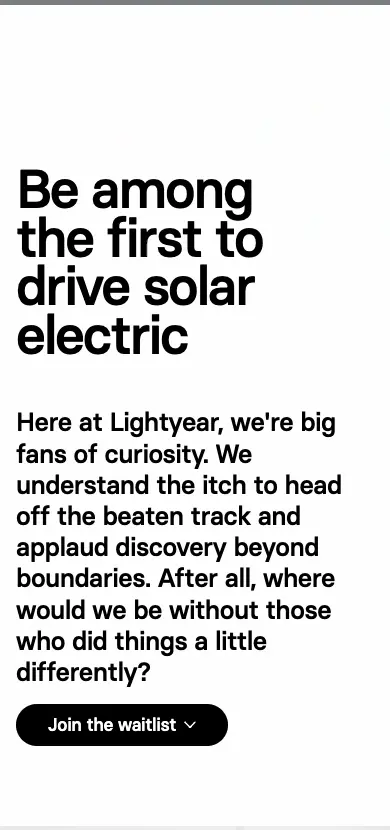 Be among
the first to
drive solar
electric
Here at Lightyear, we're big
fans of curiosity. We
understand the itch to head
off the beaten track and
applaud discovery beyond
boundaries. After all, where
would we be without those
who did things a little
differently?
Join the waitlist